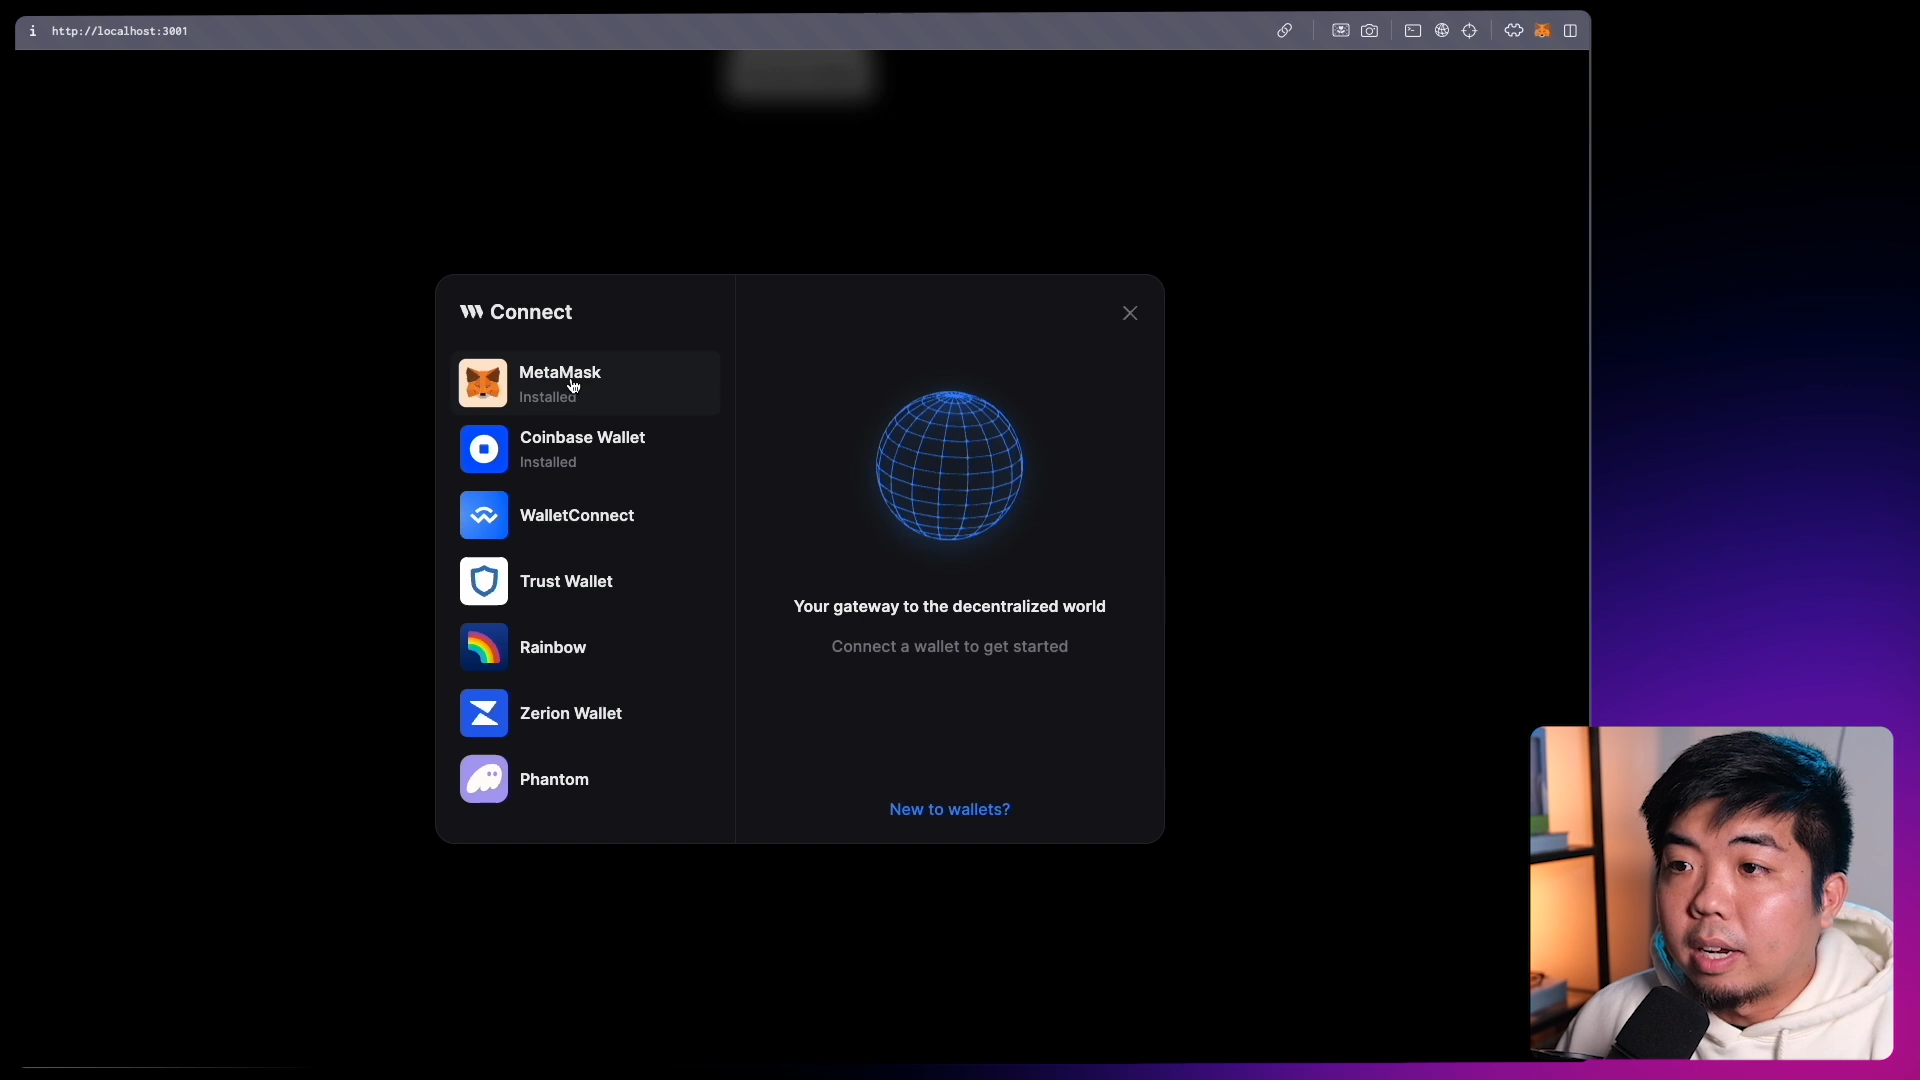 http://localhost:3001
Connect
MetaMask
Installed
Coinbase Wallet
Installed
WalletConnect
Trust Wallet
Rainbow
Zerion Wallet
Phantom
Your gateway to the decentralized world
Connect a wallet to get started
New to wallets?